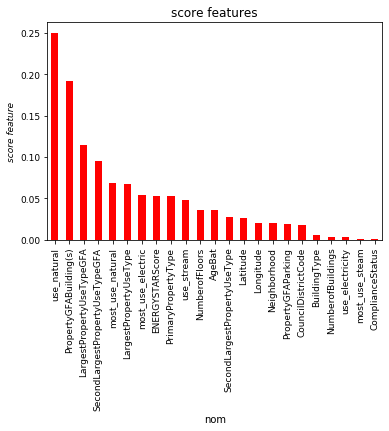 score features
0.25
0.20
0.15
0.10
0.05
0.00
score feature
use_natural
PropertyGFABuilding(s)
LargestPropertyUseTypeGFA
SecondLargestPropertyUseTypeGFA
most_use_natural
LargestPropertyUseType
most_use_electric
ENERGYSTARScore
PrimaryPropertyType
use_stream
NumberofFloors
AgeBat
SecondLargestPropertyUseType
Latitude
Longitude
Neighborhood
PropertyGFAParking
CouncilDistrictCode
BuildingType
NumberofBuildings
use_electricity
most_use_steam
ComplianceStatus
nom